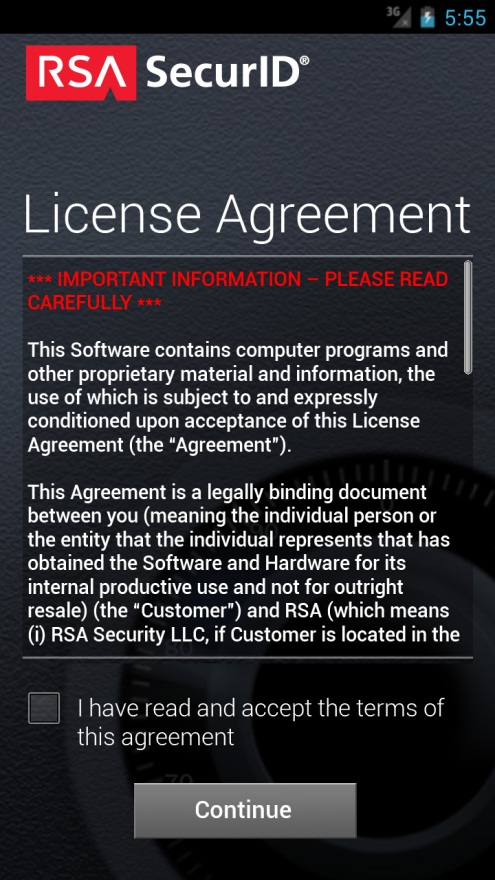 3G 5:55
RSA SecurID®
License Agreement
*** IMPORTANT INFORMATION – PLEASE READ
CAREFULLY ***
This Software contains computer programs and
other proprietary material and information, the
use of which is subject to and expressly
conditioned upon acceptance of this License
Agreement (the “Agreement”).
This Agreement is a legally binding document
between you (meaning the individual person or
the entity that the individual represents that has
obtained the Software and Hardware for its
internal productive use and not for outright
resale) (the “Customer”) and RSA (which means
(i) RSA Security LLC, if Customer is located in the
I have read and accept the terms of
this agreement
70
Continue